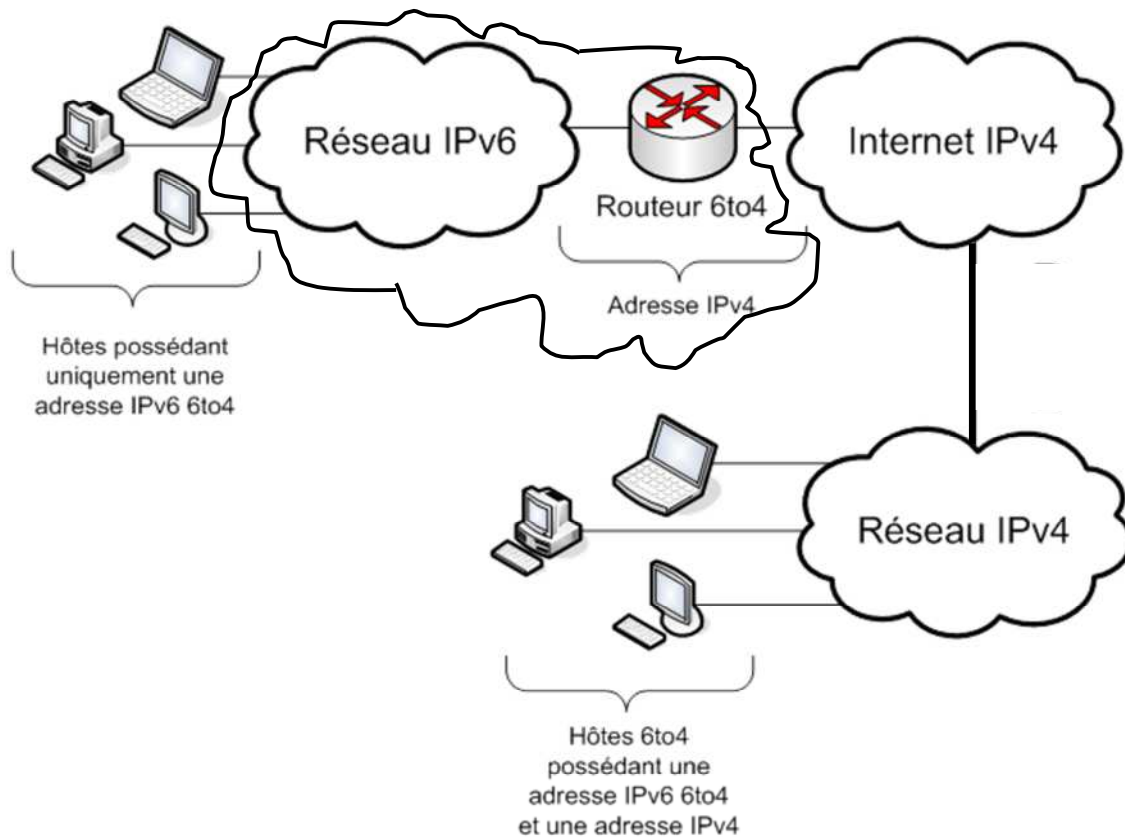 Réseau IPv6
Internet IPv4
Routeur 6to4
Adresse IPv4
Hôtes possédant
uniquement une
adresse IPv6 6to4
Réseau IPv4
Hôtes 6to4
possédant une
adresse IPv6 6to4
et une adresse IPv4